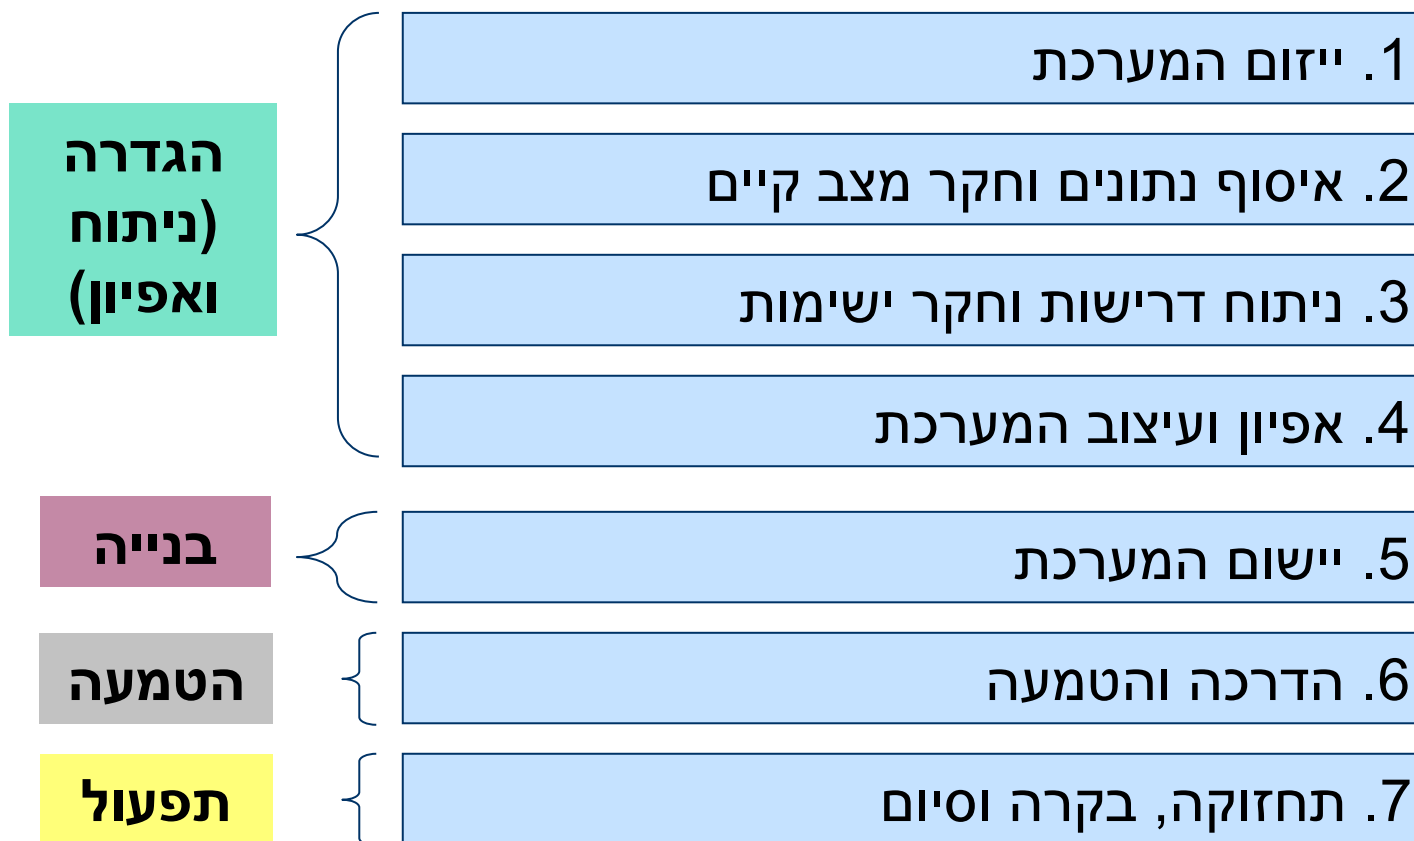 1. ייזום המערכת
2. איסוף נתונים וחקר מצב קיים
3. ניתוח דרישות וחקר ישימות
4. אפיון ועיצוב המערכת
הגדרה
(ניתוח
ואפיון)
5. יישום המערכת
בנייה
6. הדרכה והטמעה
הטמעה
7. תחזוקה, בקרה וסיום
תפעול